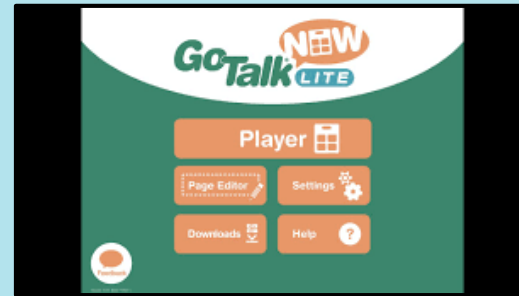 GoTalk NOW
LITE
Player
Page Editor
Settings
Downloads
Help
?
Feedback